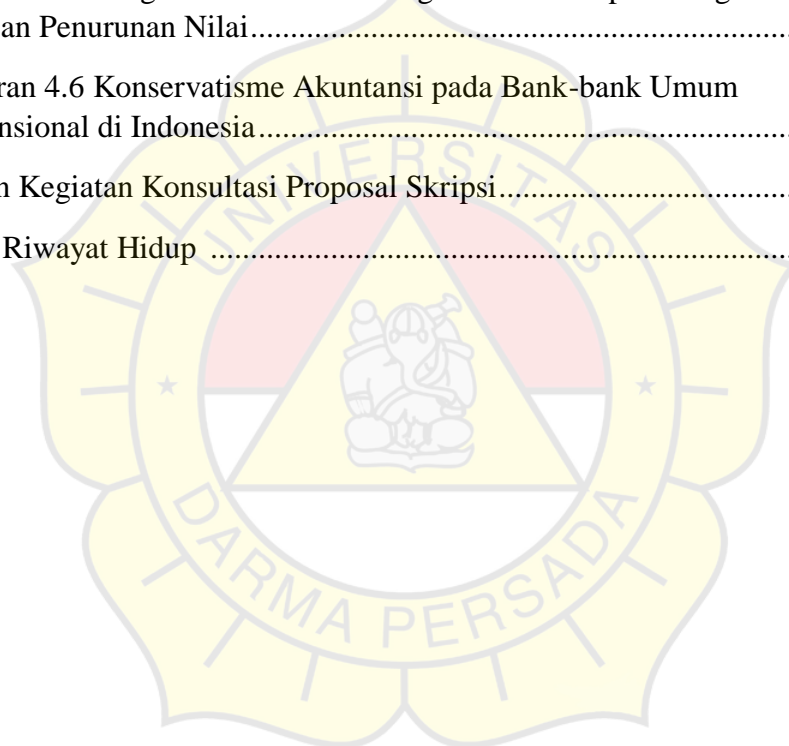 an Penurunan Nilai
ran 4.6 Konservatisme Akuntansi pada Bank-bank Umum
nsional di Indonesia
n Kegiatan Konsultasi Proposal Skripsi
Riwayat Hidup
UNIVERSITAS
DARMA PERSADA